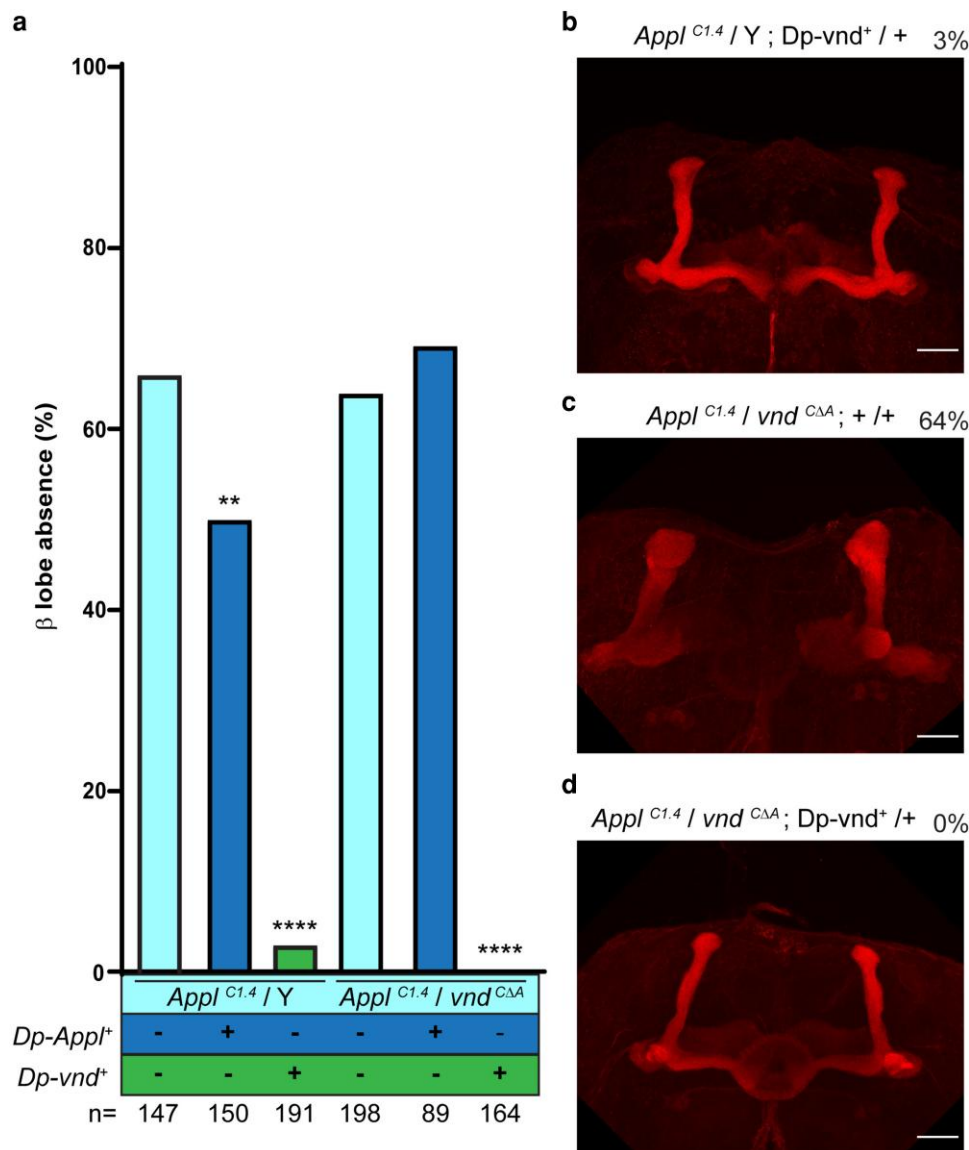 a
100
80
60
40
20
0
β lobe absence (%)
**
****
****
Appl C1.4 / Y Appl C1.4 / vnd CΔA
Dp-Appl+ - + - - + -
Dp-vnd+ - - + - - +
n= 147 150 191 198 89 164
b
Appl C1.4 / Y ; Dp-vnd+ / + 3%
c
Appl C1.4 / vnd CΔA ; + /+ 64%
d
Appl C1.4 / vnd CΔA ; Dp-vnd+ /+ 0%